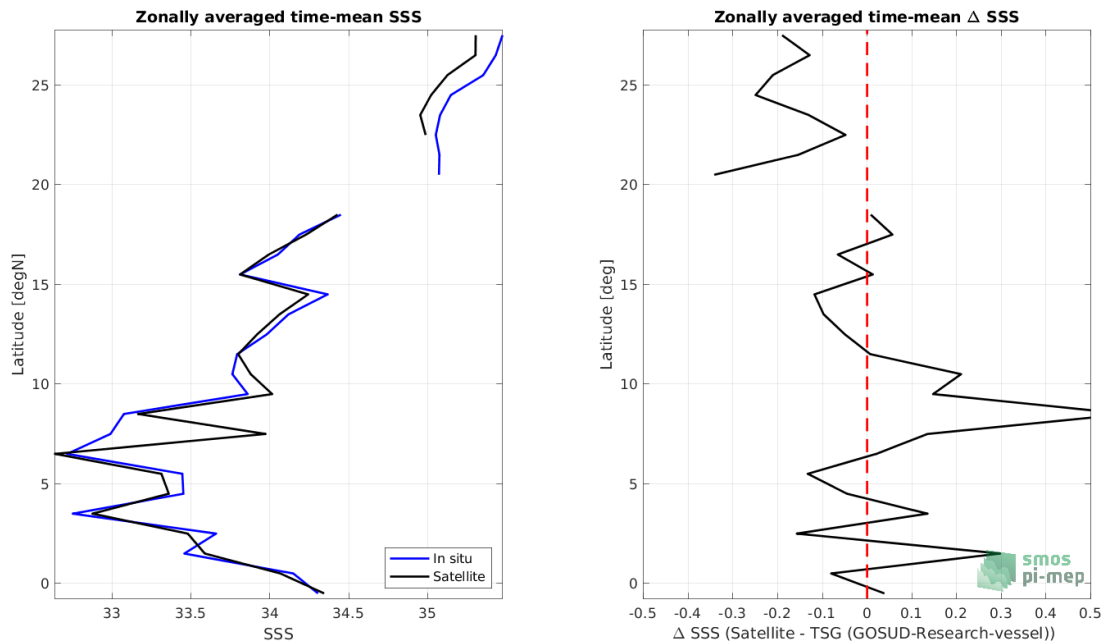 Zonally averaged time-mean SSS
25
20
15
10
5
0
Latitude [degN]
33
33.5
34
34.5
35
SSS
In situ
Satellite
Zonally averaged time-mean Δ SSS
25
20
15
10
5
0
Latitude [deg]
-0.5
-0.4
-0.3
-0.2
-0.1
0
0.1
0.2
0.3
0.4
0.5
Δ SSS (Satellite - TSG (GOSUD-Research-vessel))
smos
pi-mep